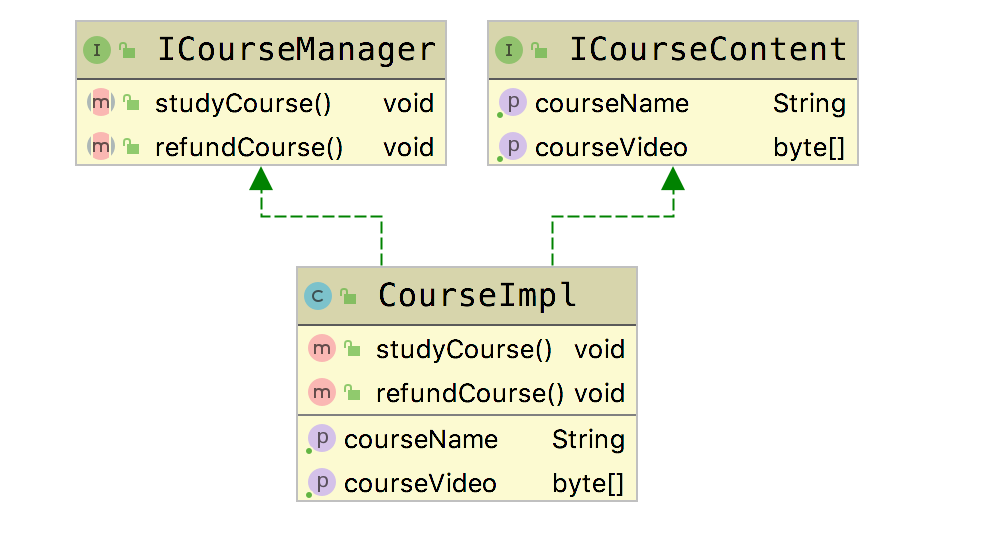 I ICourseManager
m studyCourse() void
m refundCourse() void
I ICourseContent
p courseName String
p courseVideo byte[]
C CourseImpl
m studyCourse() void
m refundCourse() void
p courseName String
p courseVideo byte[]